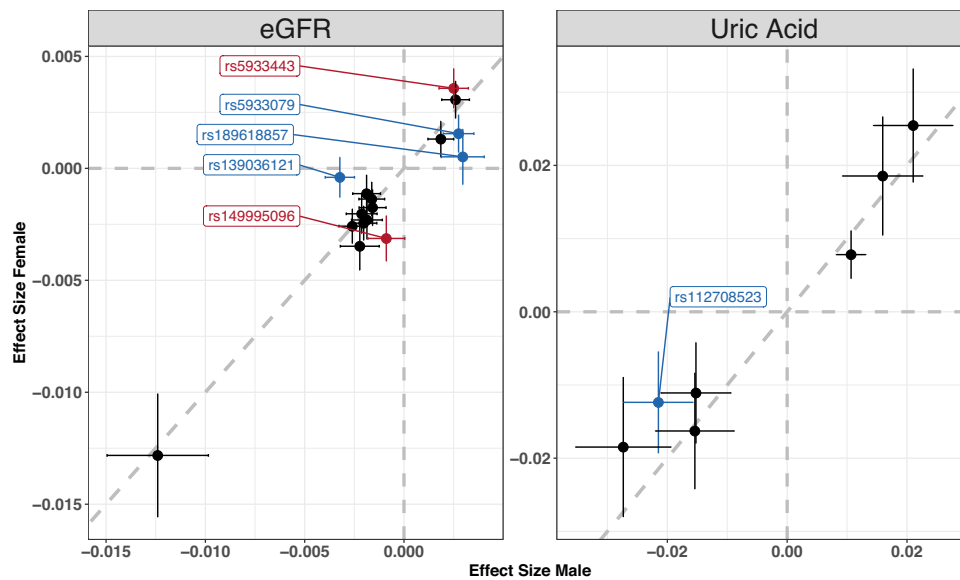 eGFR
Uric Acid
Effect Size Female
0.005
0.000
−0.005
−0.010
−0.015
rs5933443
rs5933079
rs189618857
rs139036121
rs149995096
−0.015
−0.010
−0.005
0.000
0.02
0.00
−0.02
rs112708523
−0.02
0.00
0.02
Effect Size Male